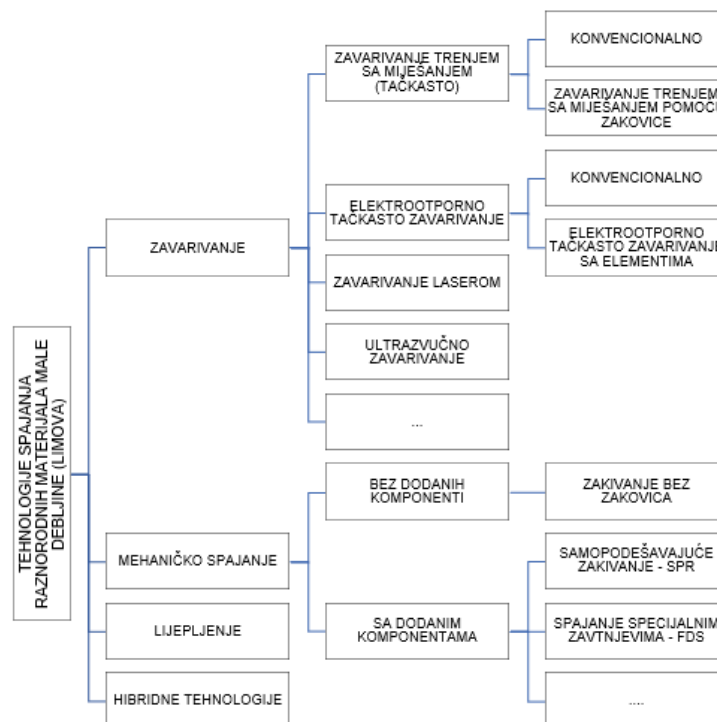 TEHNOLOGIJE SPAJANJA
RAZNORODNIH MATERIJALA MALE
DEBLJINE (LIMOVA)
ZAVARIVANJE
ZAVARIVANJE TRENJEM
SA MIJEŠANJEM
(TAČKASTO)
KONVENCIONALNO
ZAVARIVANJE TRENJEM
SA MIJEŠANJEM POMOĆU
ZAKOVICE
ELEKTROOTPORNO
TAČKASTO ZAVARIVANJE
KONVENCIONALNO
ELEKTROOTPORNO
TAČKASTO ZAVARIVANJE
SA ELEMENTIMA
ZAVARIVANJE LASEROM
ULTRAZVUČNO
ZAVARIVANJE
...
MEHANIČKO SPAJANJE
BEZ DODANIH
KOMPONENTI
ZAKIVANJE BEZ
ZAKOVICA
SA DODANIM
KOMPONENTAMA
SAMOPODEŠAVAJUĆE
ZAKIVANJE - SPR
SPAJANJE SPECIJALNIM
ZAVTNJEVIMA - FDS
....
LIJEPLJENJE
HIBRIDNE TEHNOLOGIJE